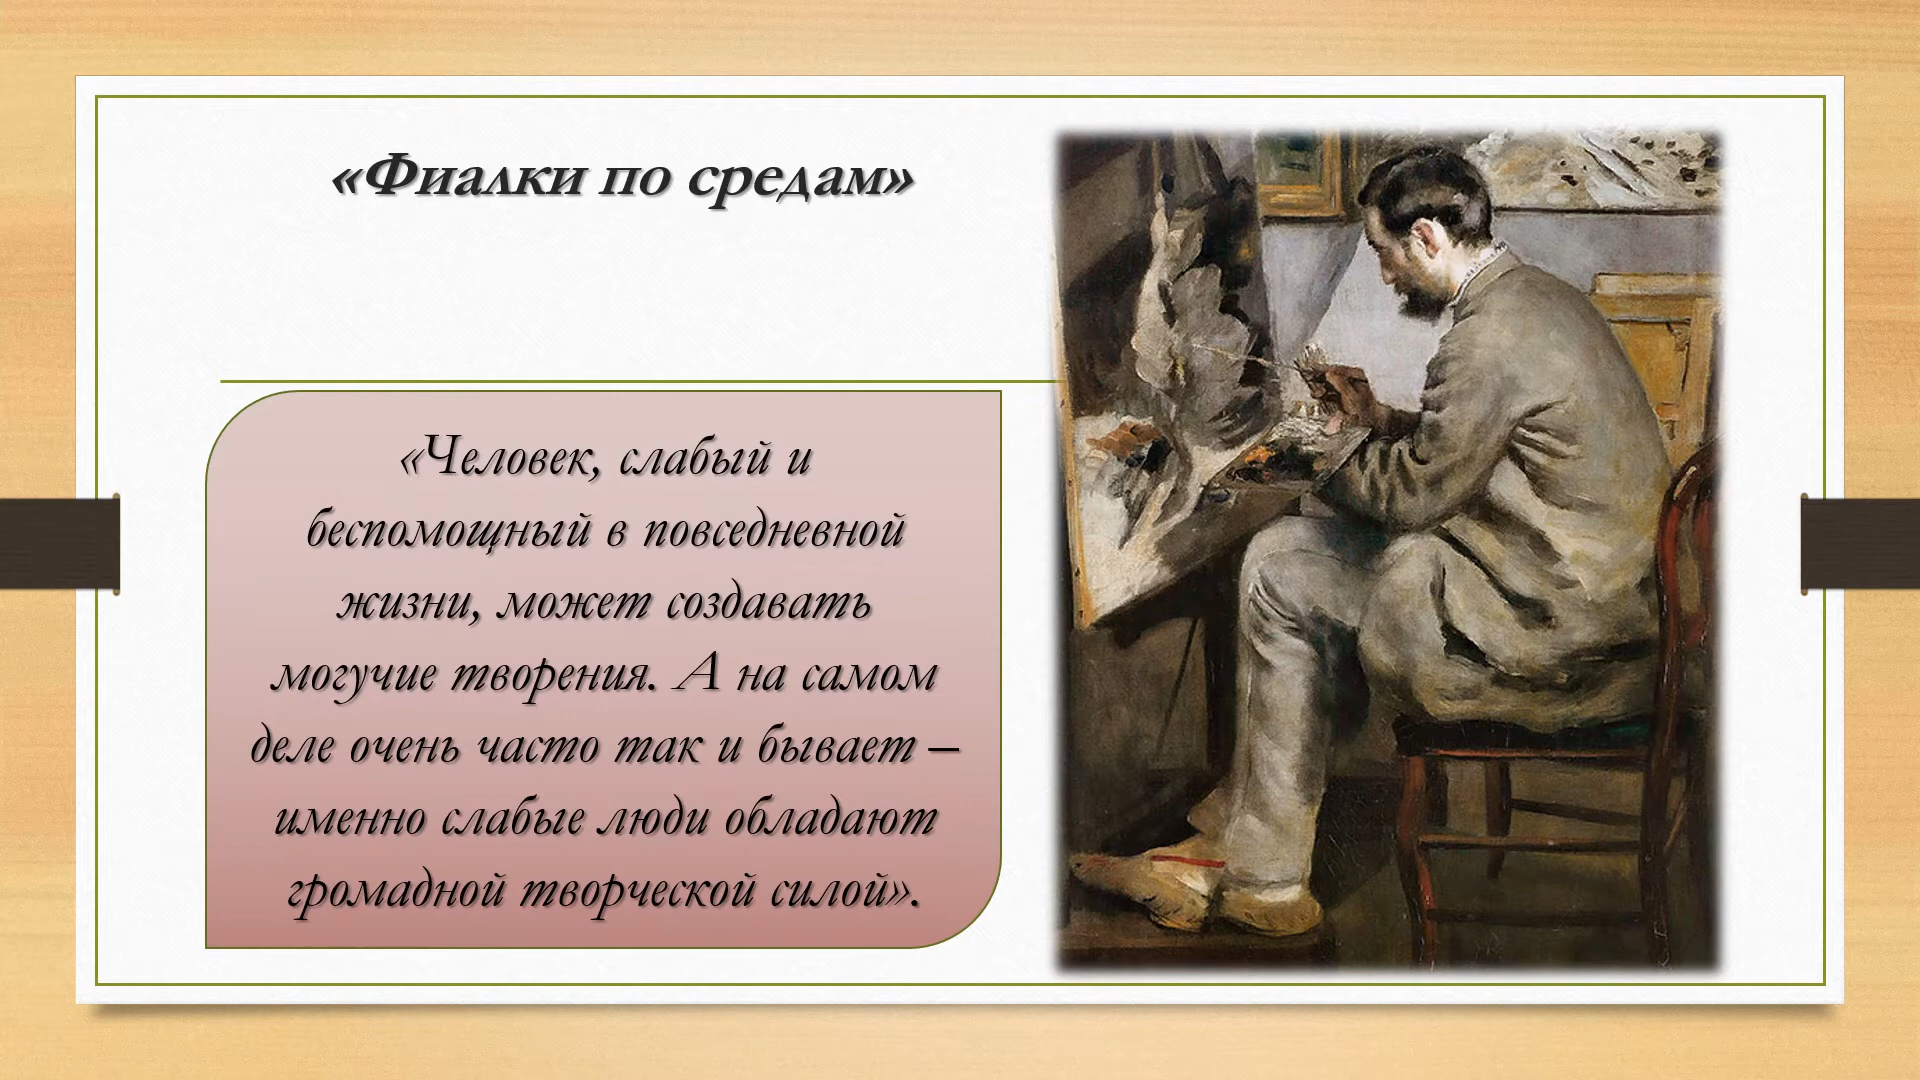 «Фиалки по средам»
«Человек, слабый и
беспомощный в повседневной
жизни, может создавать
могучие творения. А на самом
деле очень часто так и бывает –
именно слабые люди обладают
громадной творческой силой».